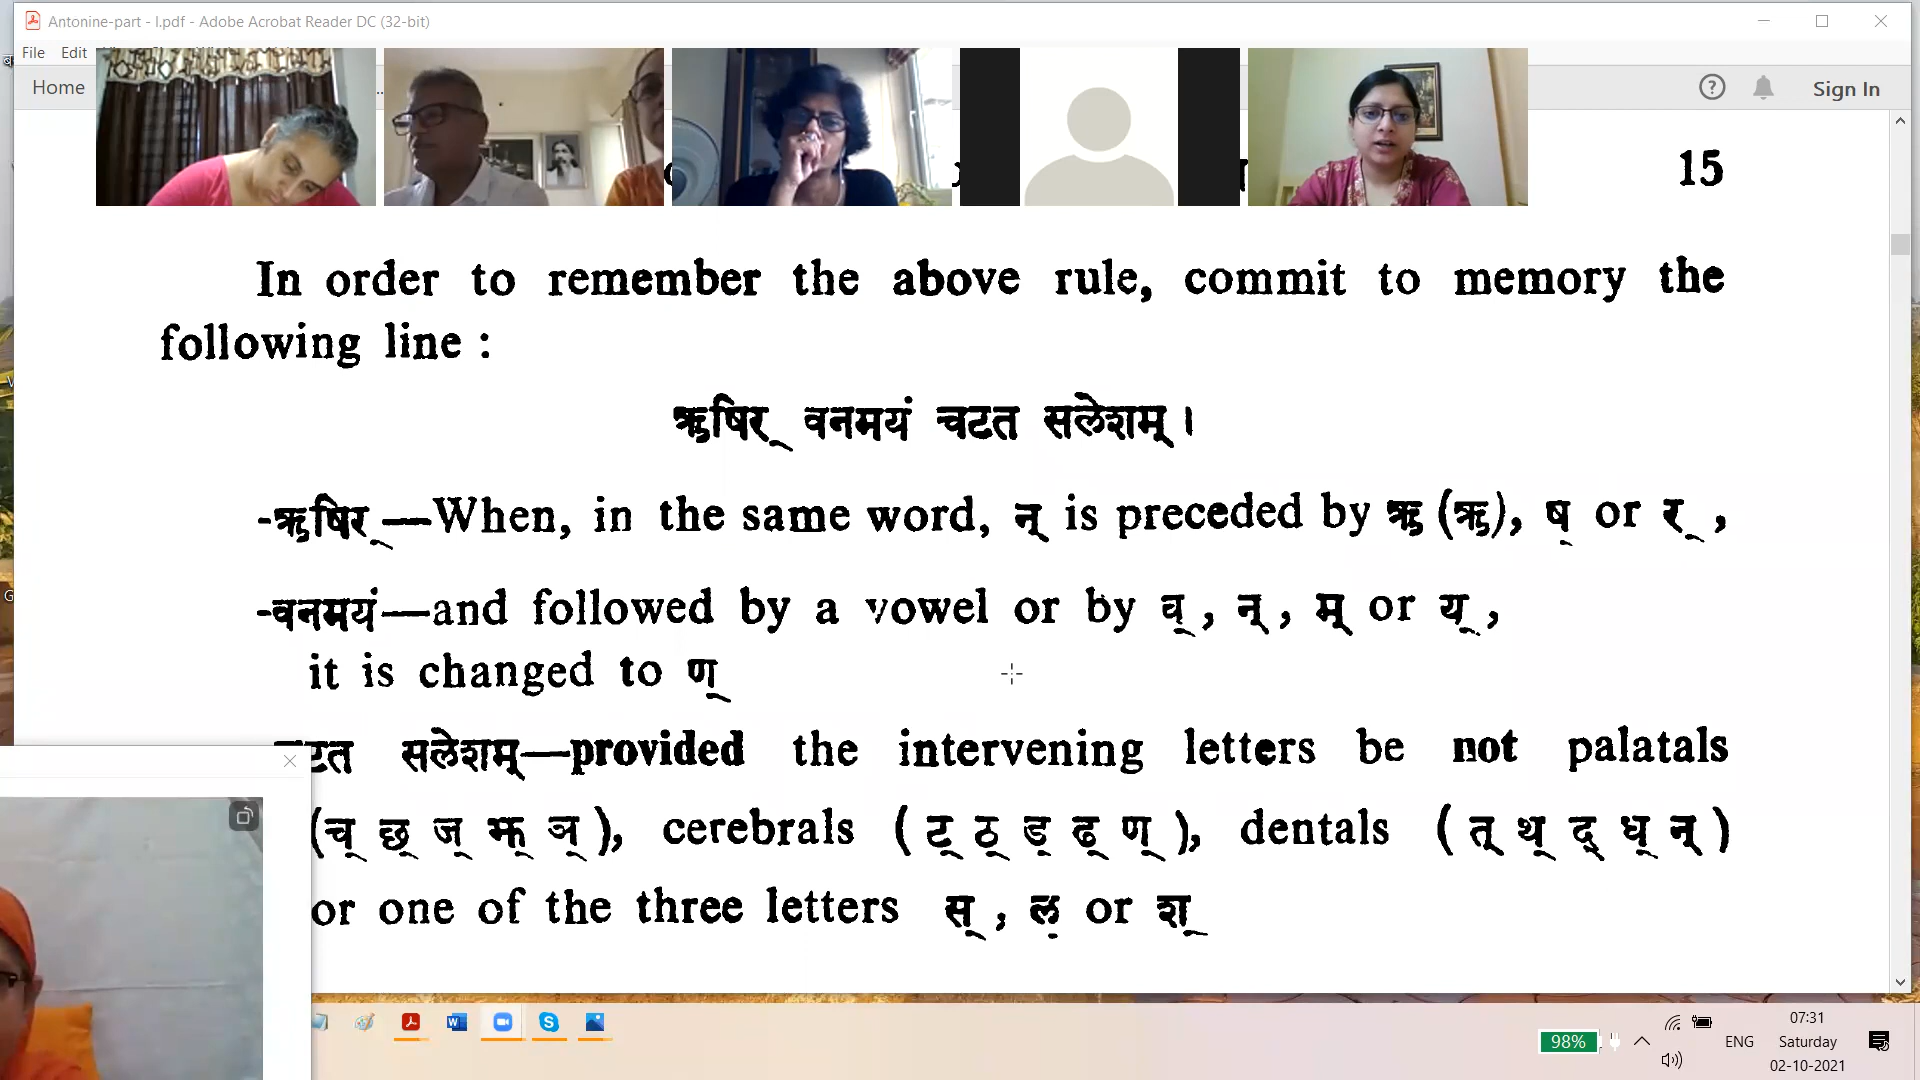 Antonine-part - I.pdf - Adobe Acrobat Reader DC (32-bit)
File Edit
Home
Sign In
15
In order to remember the above rule, commit to memory the
following line :
ऋषिर् वनमयं चटत सलेशम् ।
-ऋषिर्—When, in the same word, न् is preceded by ऋ (ॠ), ष् or र्,
-वनमयं—and followed by a vowel or by व्, न्, म् or य्,
it is changed to ण्
सलेशम्—provided the intervening letters be not palatals
(च् छ् ज् झ् ञ्), cerebrals (ट् ठ् ड् ढ् ण्), dentals (त् थ् द् ध् न्)
or one of the three letters स्, ल् or श्
98%
ENG
07:31
Saturday
02-10-2021